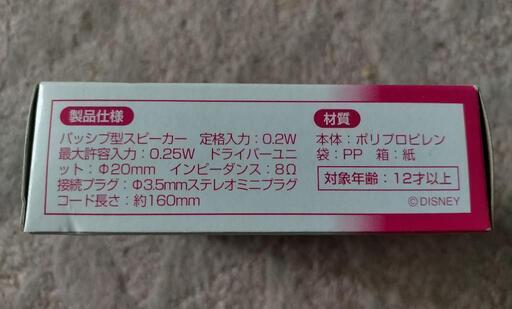 製品仕様
パッシブ型スピーカー 定格入力：0.2W
最大許容入力：0.25W ドライバーユニ
ット：Φ20mm インピーダンス：8Ω
接続プラグ：Φ3.5mmステレオミニプラグ
コード長さ：約160mm
材質
本体：ポリプロピレン
袋：PP 箱：紙
対象年齢：12才以上
©DISNEY